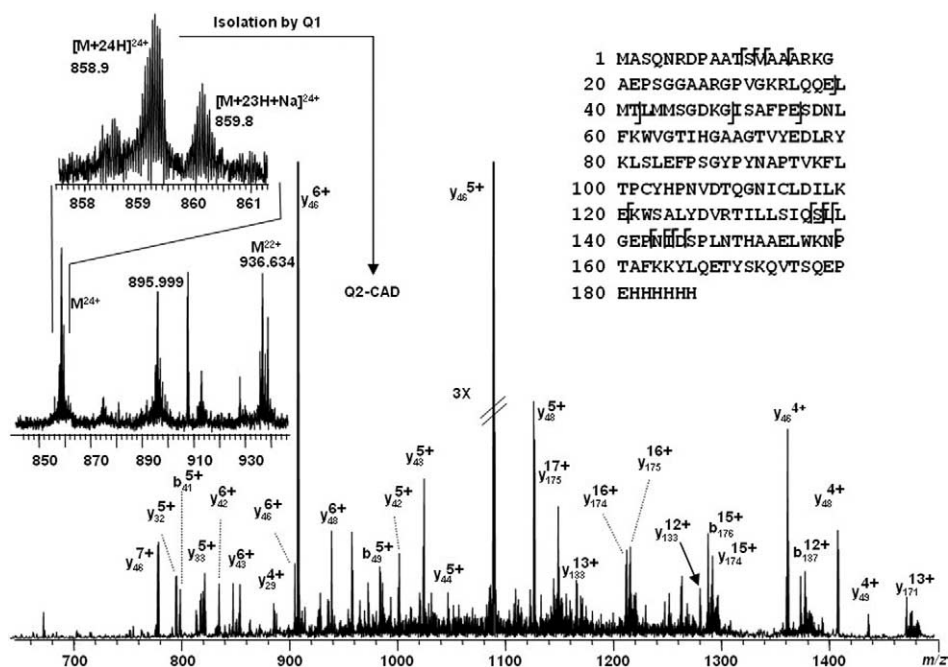 Isolation by Q1
[M+24H]24+
858.9
[M+23H+Na]24+
859.8
858 859 860 861
M24+
895.999
M22+
936.634
850 870 890 910 930
Q2-CAD
1 MASQNRDPAATSVAAARKG
20 AEPSGGAARGPVGKRLQQEL
40 MTLMMSGDKGISAFPESDNL
60 FKWVGTIHGAAGTVYEDLRY
80 KLSLEFPSGYPYNAPTVKFL
100 TPCYHPNVDTQGNICLDILK
120 EKWSALYDVRTILLSIQSLL
140 GEPNIDSPLNTHAAELWKNP
160 TAFKKYLQETYSKQVTSQEP
180 EHHHHHH
y46 7+
y32 5+
b41 5+
y33 5+
y42 6+
y43 6+
y29 4+
y46 6+
y46 6+
y48 6+
b49 5+
y42 5+
y43 5+
y44 5+
3X
y46 5+
y48 5+
y175 17+
y133 13+
y174 16+
y175 16+
y133 12+
b176 15+
y174 15+
y46 4+
b137 12+
y48 4+
y49 4+
y171 13+
700 800 900 1000 1100 1200 1300 1400 m/z